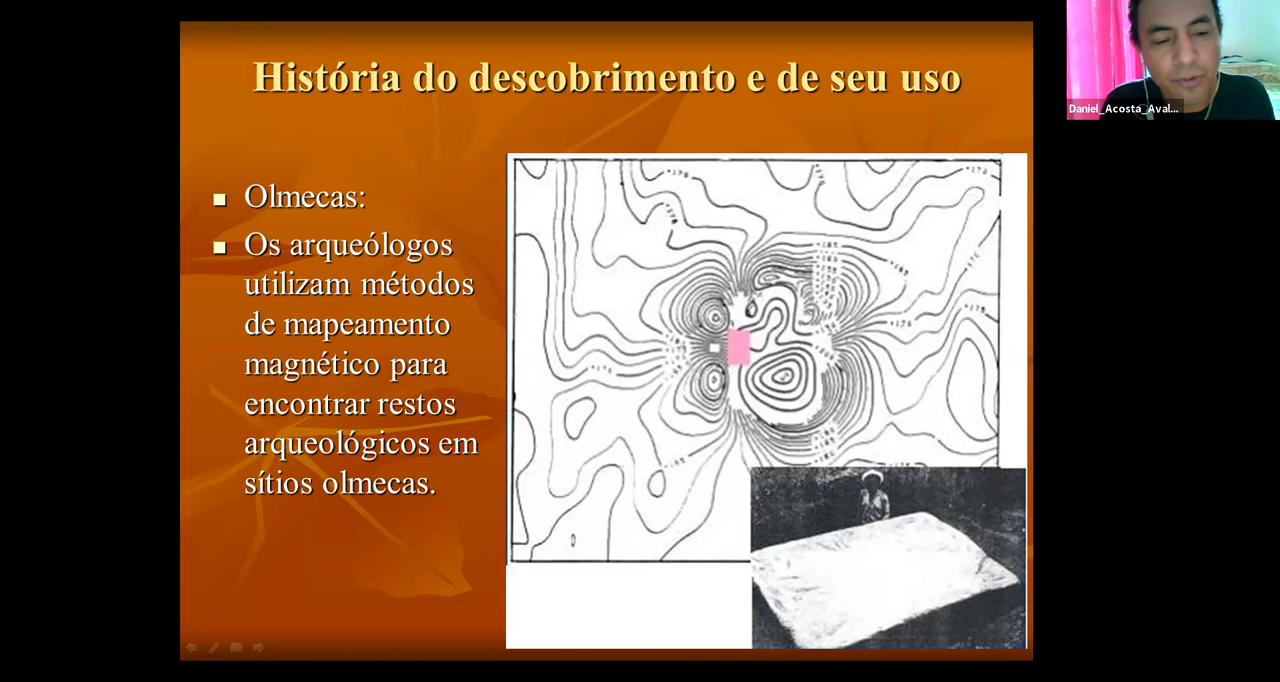 História do descobrimento e de seu uso
Daniel_Acosta_Aval...
Olmecas:
Os arqueólogos
utilizam métodos
de mapeamento
magnético para
encontrar restos
arqueológicos em
sítios olmecas.